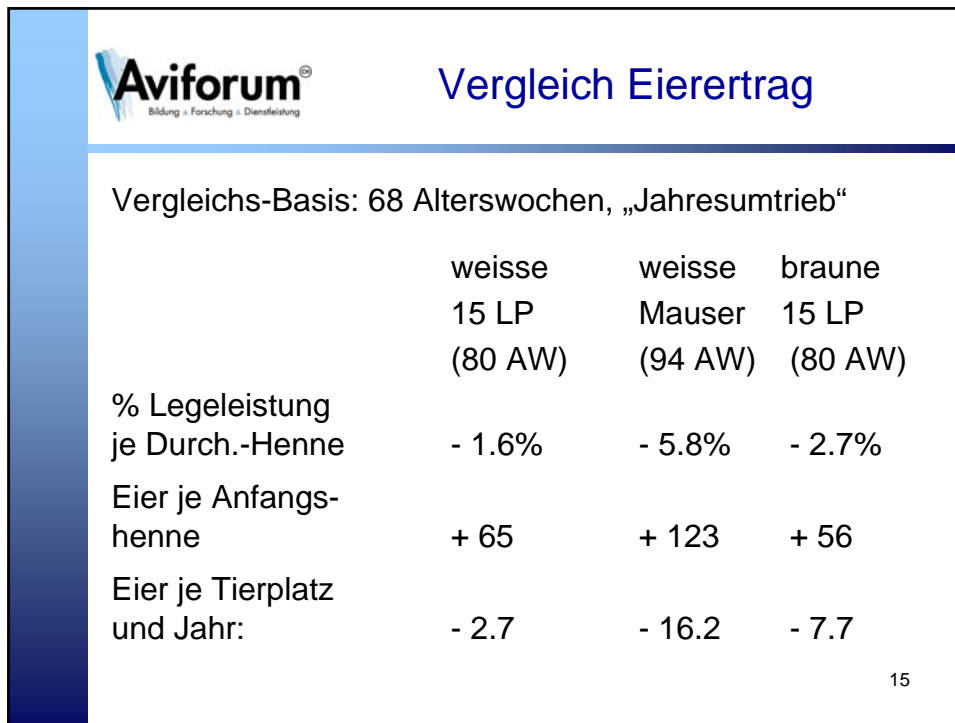 Aviforum®
CH
Bildung & Forschung & Dienstleistung
Vergleich Eierertrag
Vergleichs-Basis: 68 Alterswochen, „Jahresumtrieb“
weisse weisse braune
15 LP Mauser 15 LP
(80 AW) (94 AW) (80 AW)
% Legeleistung
je Durch.-Henne - 1.6% - 5.8% - 2.7%
Eier je Anfangs-
henne + 65 + 123 + 56
Eier je Tierplatz
und Jahr: - 2.7 - 16.2 - 7.7
15